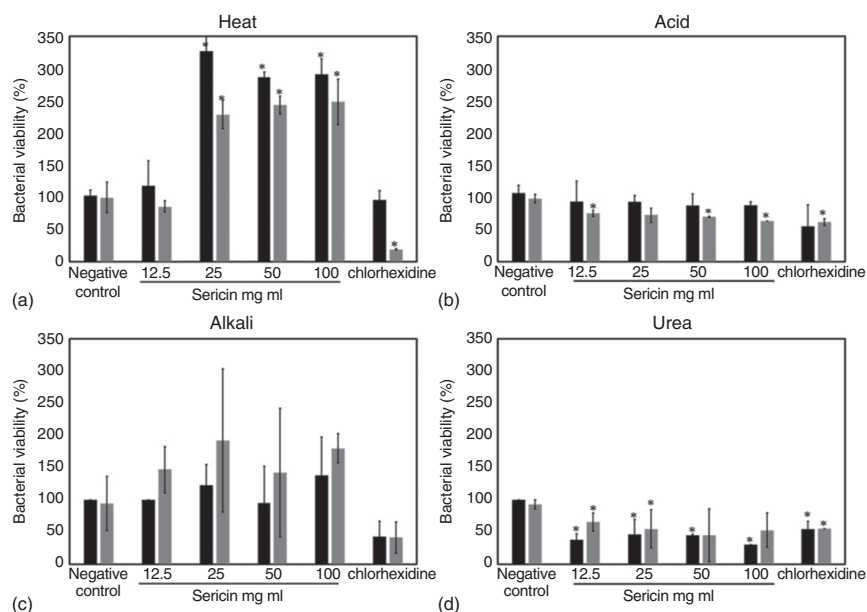 Heat
Bacterial viability (%)
350
300
250
200
150
100
50
0
* * * * * * *
Negative control
12.5 25 50 100 chlorhexidine
Sericin mg ml
(a)
Acid
Bacterial viability (%)
350
300
250
200
150
100
50
0
* * * *
Negative control
12.5 25 50 100 chlorhexidine
Sericin mg ml
(b)
Alkali
Bacterial viability (%)
350
300
250
200
150
100
50
0
Negative control
12.5 25 50 100 chlorhexidine
Sericin mg ml
(c)
Urea
Bacterial viability (%)
350
300
250
200
150
100
50
0
* * * * * * * *
Negative control
12.5 25 50 100 chlorhexidine
Sericin mg ml
(d)